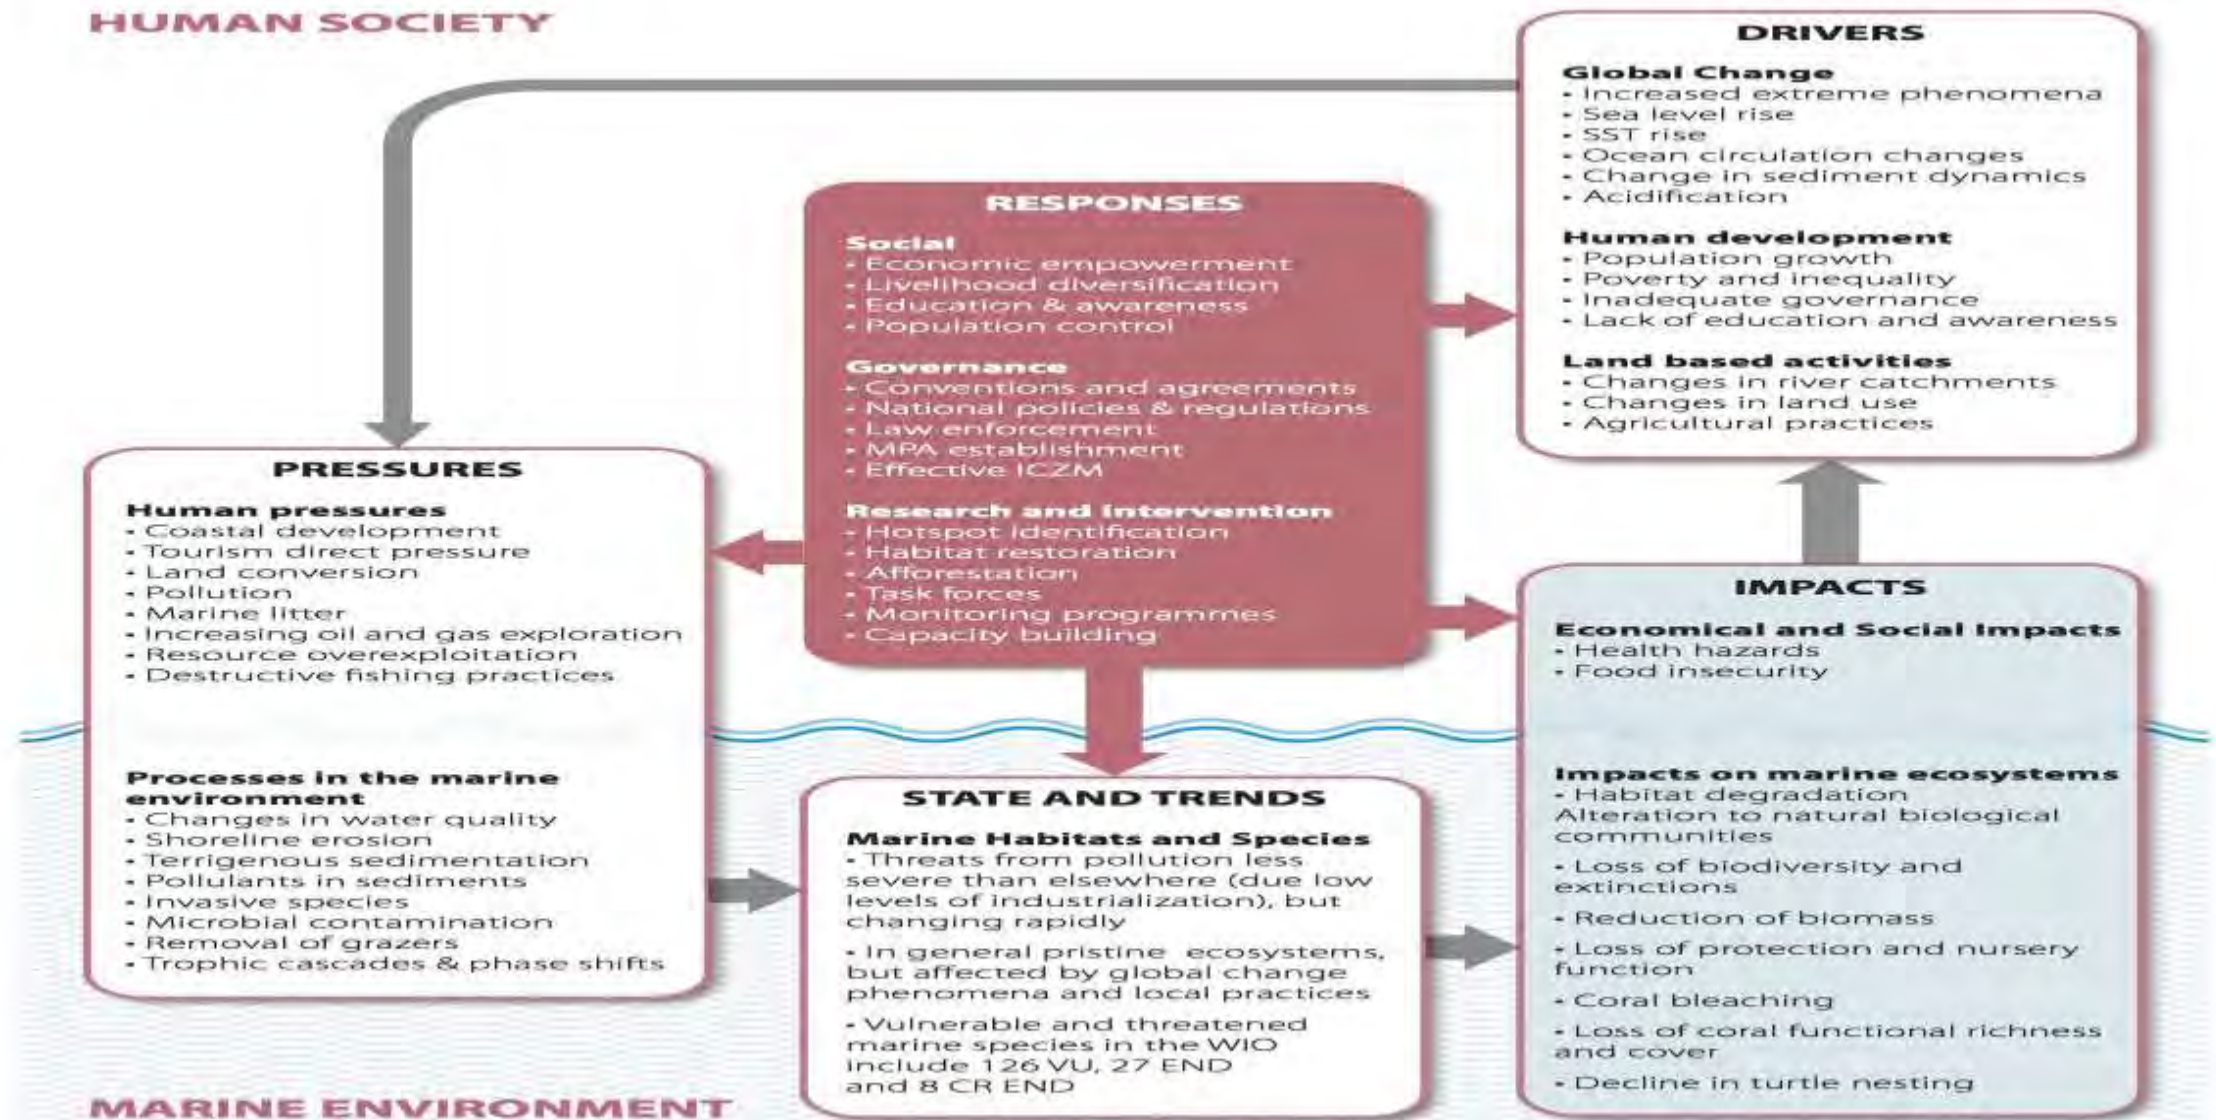 HUMAN SOCIETY
DRIVERS
Global Change
- Increased extreme phenomena
- Sea level rise
- SST rise
- Ocean circulation changes
- Change in sediment dynamics
- Acidification
Human development
- Population growth
- Poverty and inequality
- Inadequate governance
- Lack of education and awareness
Land based activities
- Changes in river catchments
- Changes in land use
- Agricultural practices
RESPONSES
Social
- Economic empowerment
- Livelihood diversification
- Education & awareness
- Population control
Governance
- Conventions and agreements
- National policies & regulations
- Law enforcement
- MPA establishment
- Effective ICZM
Research and intervention
- Hotspot identification
- Habitat restoration
- Afforestation
- Task forces
- Monitoring programmes
- Capacity building
PRESSURES
Human pressures
- Coastal development
- Tourism direct pressure
- Land conversion
- Pollution
- Marine litter
- Increasing oil and gas exploration
- Resource overexploitation
- Destructive fishing practices
Processes in the marine
environment
- Changes in water quality
- Shoreline erosion
- Terrigenous sedimentation
- Pollulants in sediments
- Invasive species
- Microbial contamination
- Removal of grazers
- Trophic cascades & phase shifts
STATE AND TRENDS
Marine Habitats and Species
- Threats from pollution less
severe than elsewhere (due low
levels of industrialization), but
changing rapidly
- In general pristine ecosystems,
but affected by global change
phenomena and local practices
- Vulnerable and threatened
marine species in the WIO
include 126 VU, 27 END
and 8 CR END
IMPACTS
Economical and Social Impacts
- Health hazards
- Food insecurity
Impacts on marine ecosystems
- Habitat degradation
Alteration to natural biological
communities
- Loss of biodiversity and
extinctions
- Reduction of biomass
- Loss of protection and nursery
function
- Coral bleaching
- Loss of coral functional richness
and cover
- Decline in turtle nesting
MARINE ENVIRONMENT